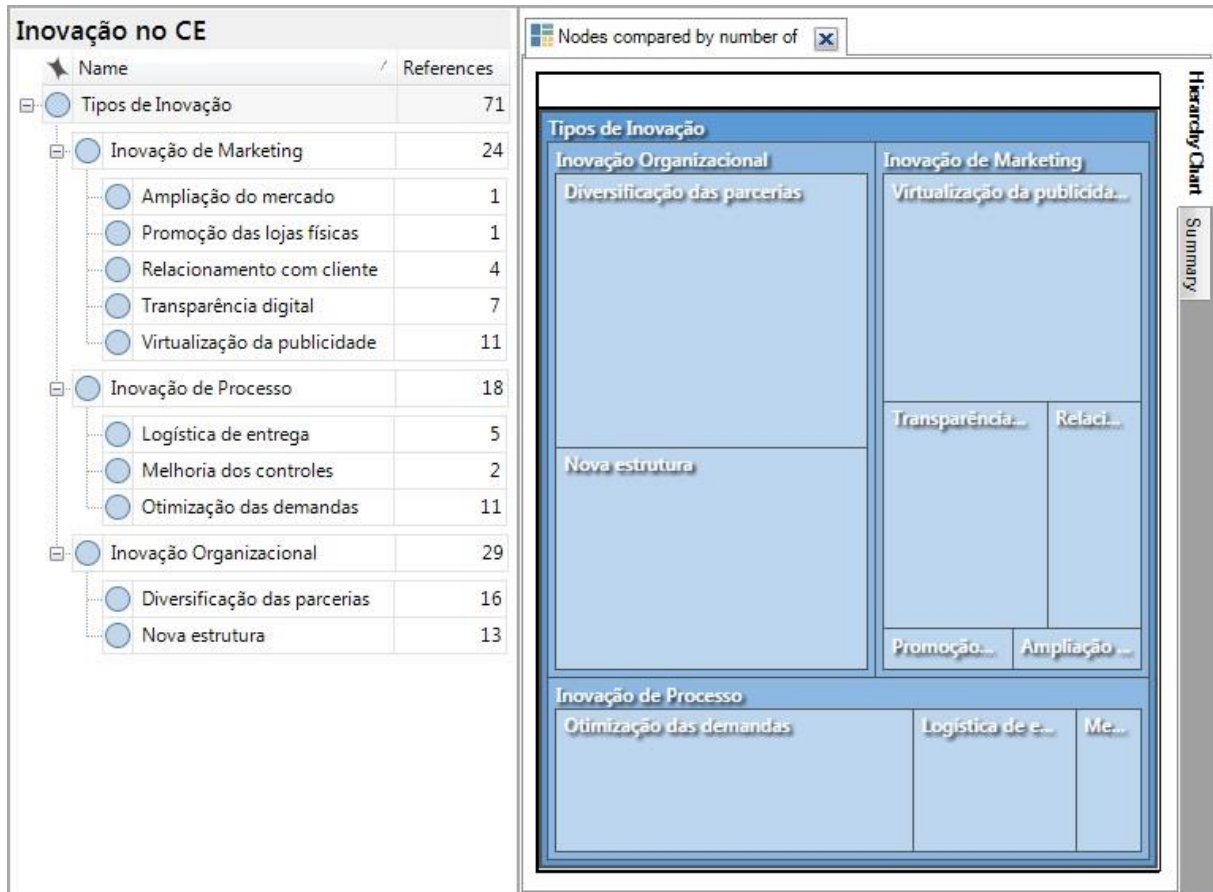 Inovação no CE
Name References
Tipos de Inovação 71
Inovação de Marketing 24
Ampliação do mercado 1
Promoção das lojas físicas 1
Relacionamento com cliente 4
Transparência digital 7
Virtualização da publicidade 11
Inovação de Processo 18
Logística de entrega 5
Melhoria dos controles 2
Otimização das demandas 11
Inovação Organizacional 29
Diversificação das parcerias 16
Nova estrutura 13
Nodes compared by number of
Tipos de Inovação
Inovação Organizacional
Diversificação das parcerias
Nova estrutura
Inovação de Marketing
Virtualização da publicida...
Transparência... Relaci...
Promoção... Ampliação ...
Inovação de Processo
Otimização das demandas Logística de e... Me...
Hierarchy Chart
Summary